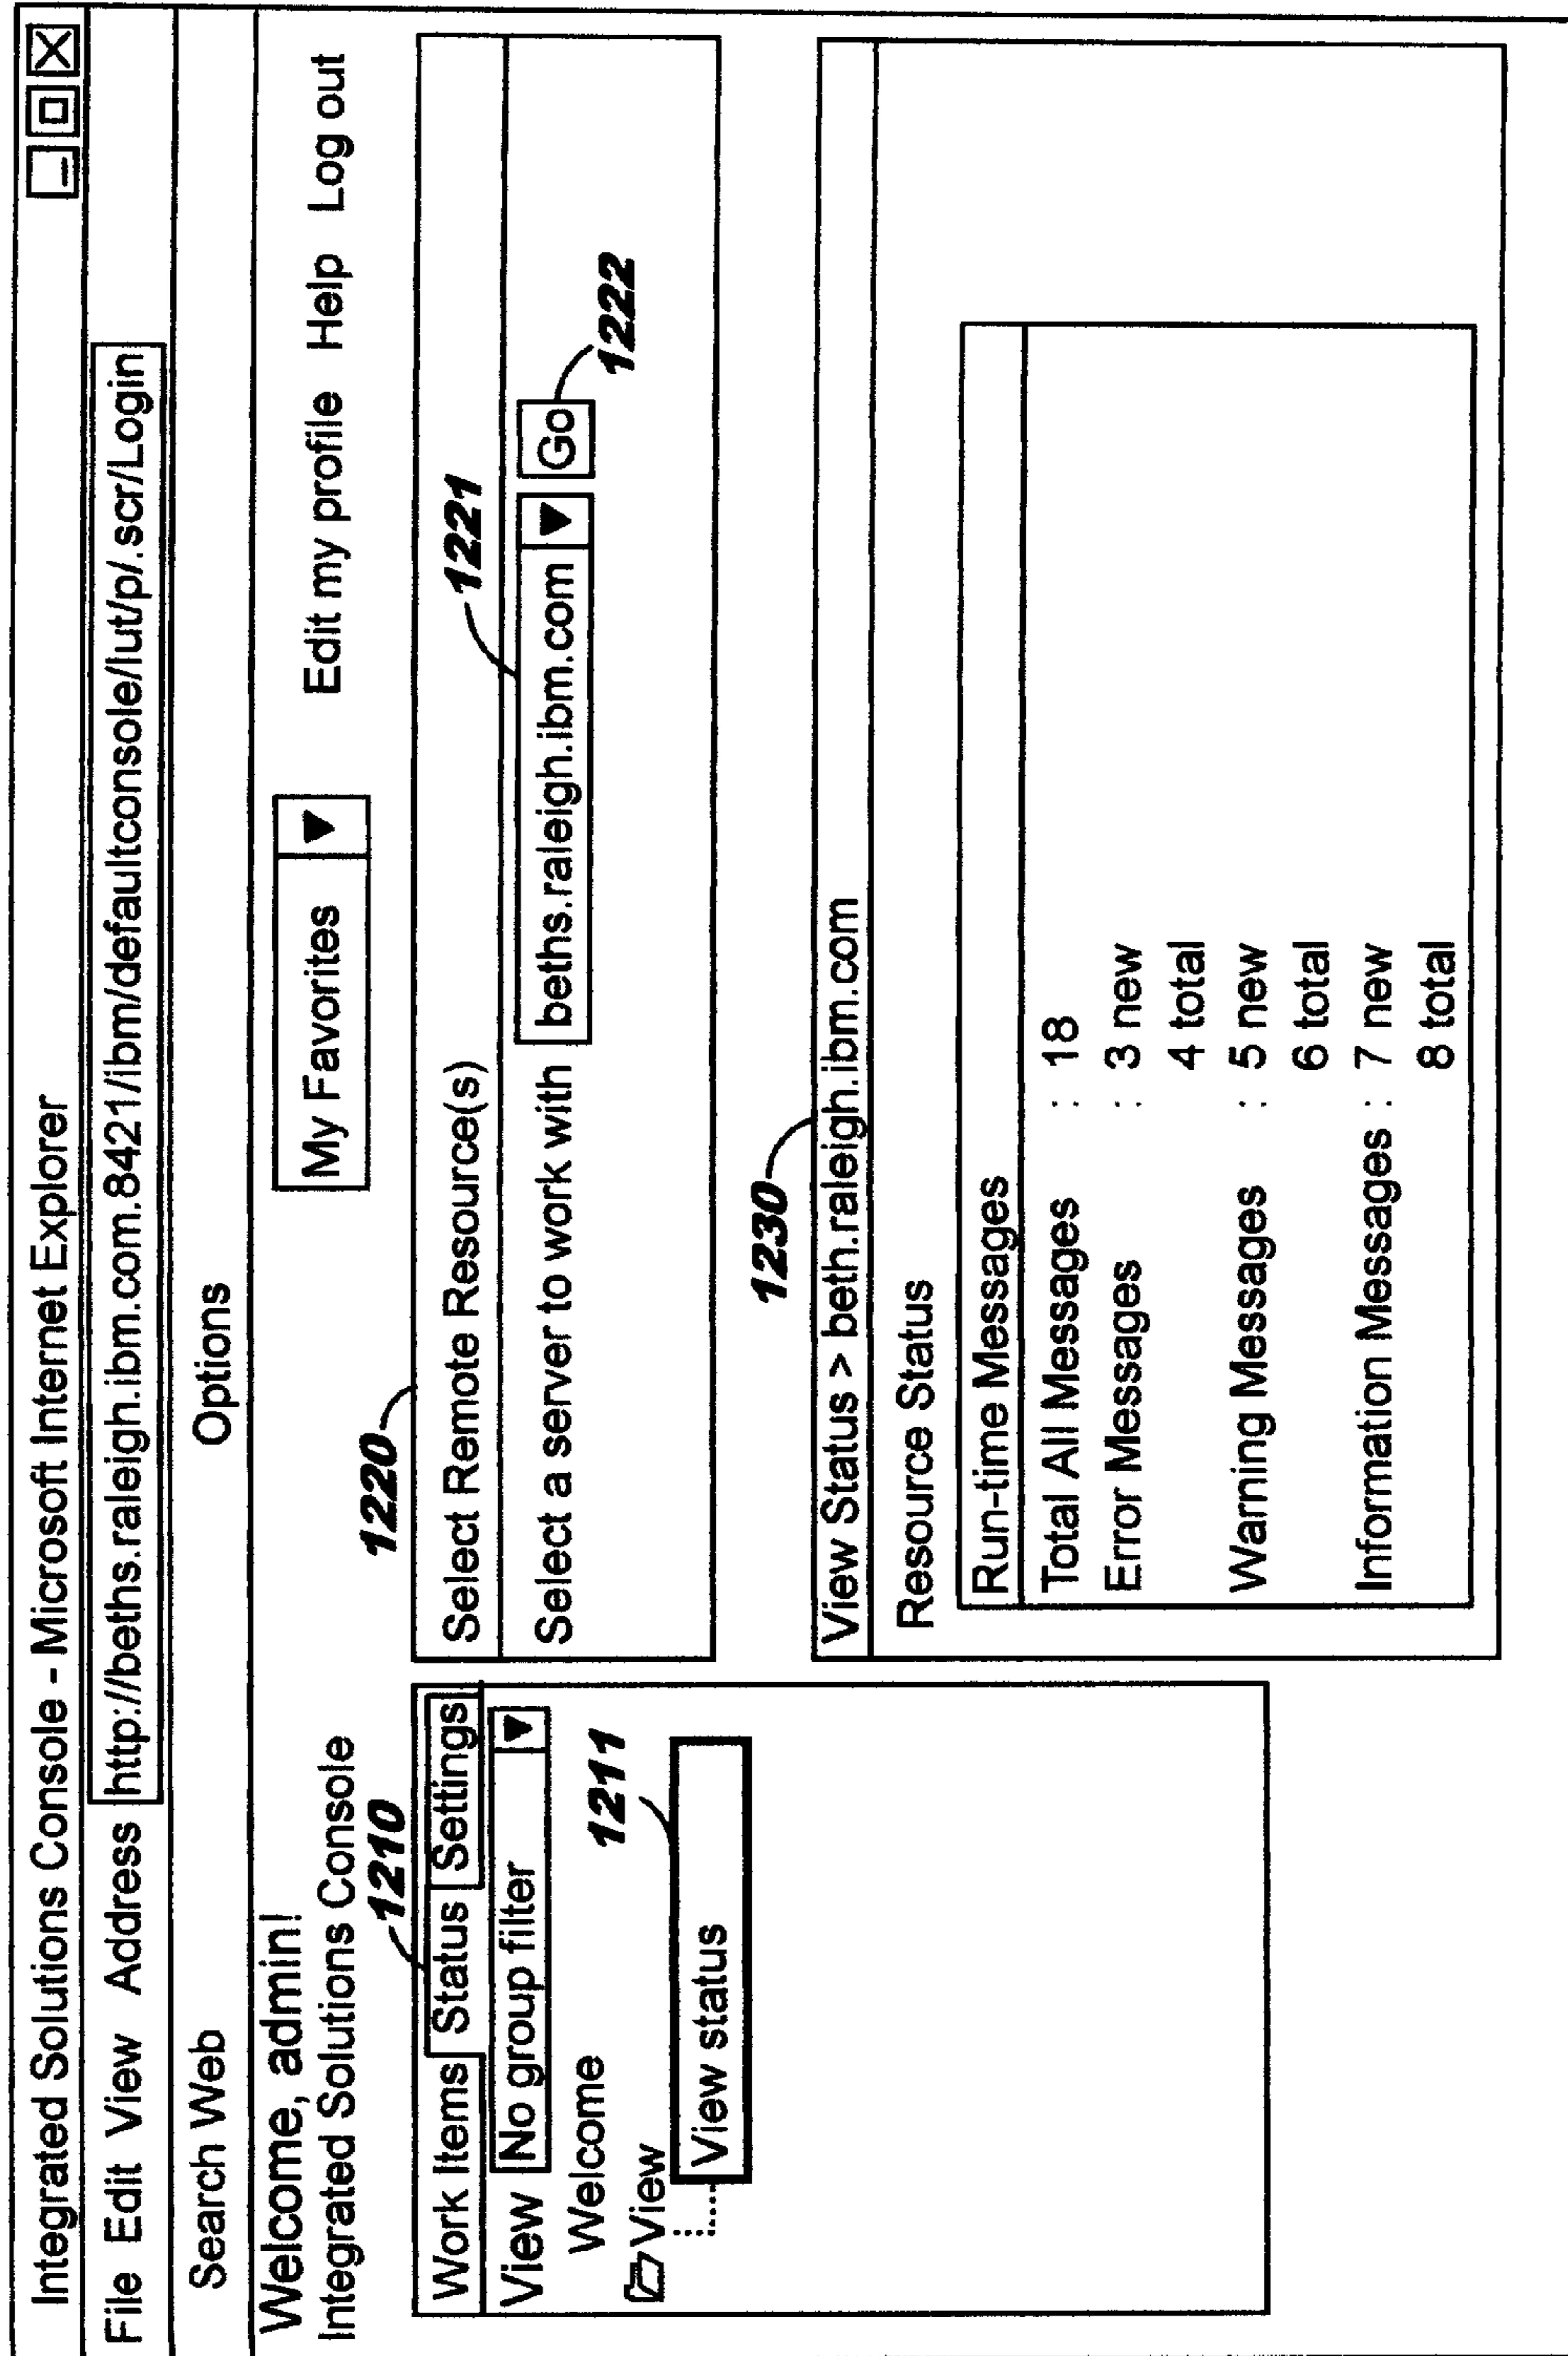 Integrated Solutions Console - Microsoft Internet Explorer
File Edit View Address http://beths.raleigh.ibm.com.8421/ibm/defaultconsole/lut/p/.scr/Login
Search Web Options
Welcome, admin!
Integrated Solutions Console
My Favorites Edit my profile Help Log out
1210
Work Items Status Settings
View No group filter
Welcome
View
1211
View status
1220
Select Remote Resource(s)
1221
Select a server to work with beths.raleigh.ibm.com Go
1222
1230
View Status > beth.raleigh.ibm.com
Resource Status
Run-time Messages
Total All Messages : 18
Error Messages : 3 new
4 total
Warning Messages : 5 new
6 total
Information Messages : 7 new
8 total